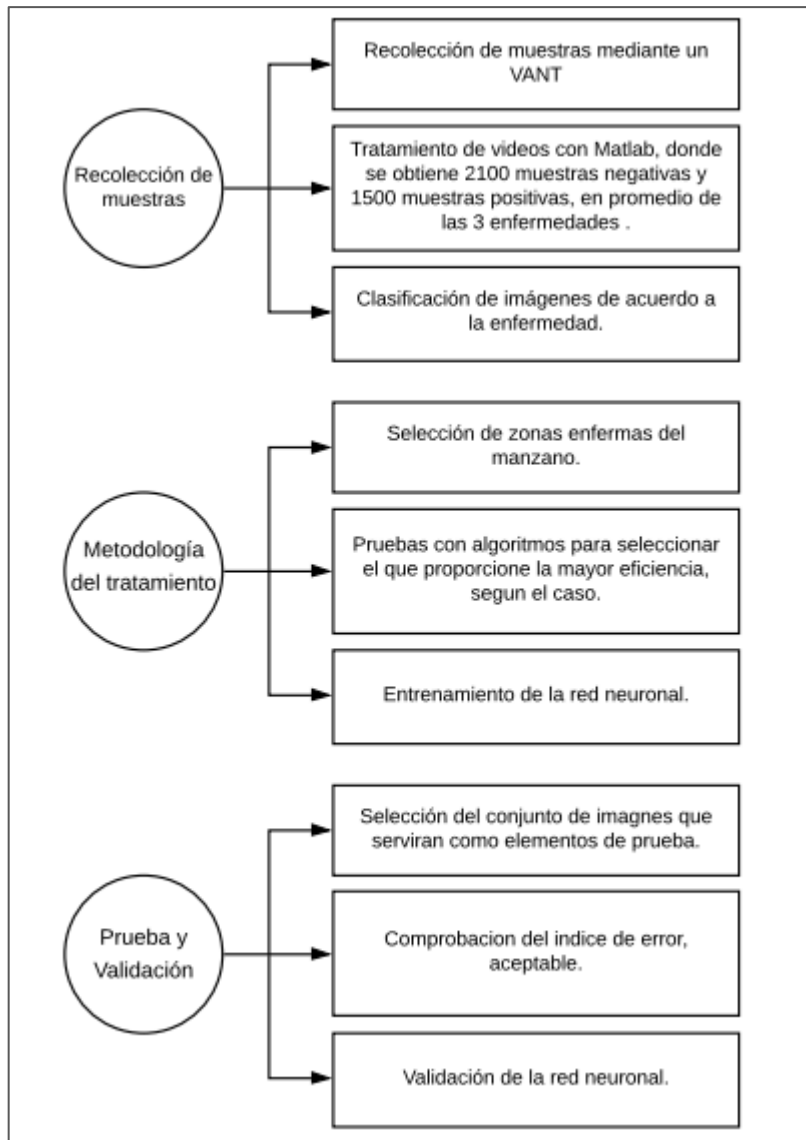 Recolección de
muestras
Recolección de muestras mediante un
VANT
Tratamiento de videos con Matlab, donde
se obtiene 2100 muestras negativas y
1500 muestras positivas, en promedio de
las 3 enfermedades .
Clasificación de imágenes de acuerdo a
la enfermedad.
Metodología
del tratamiento
Selección de zonas enfermas del
manzano.
Pruebas con algoritmos para seleccionar
el que proporcione la mayor eficiencia,
segun el caso.
Entrenamiento de la red neuronal.
Prueba y
Validación
Selección del conjunto de imagnes que
serviran como elementos de prueba.
Comprobacion del indice de error,
aceptable.
Validación de la red neuronal.